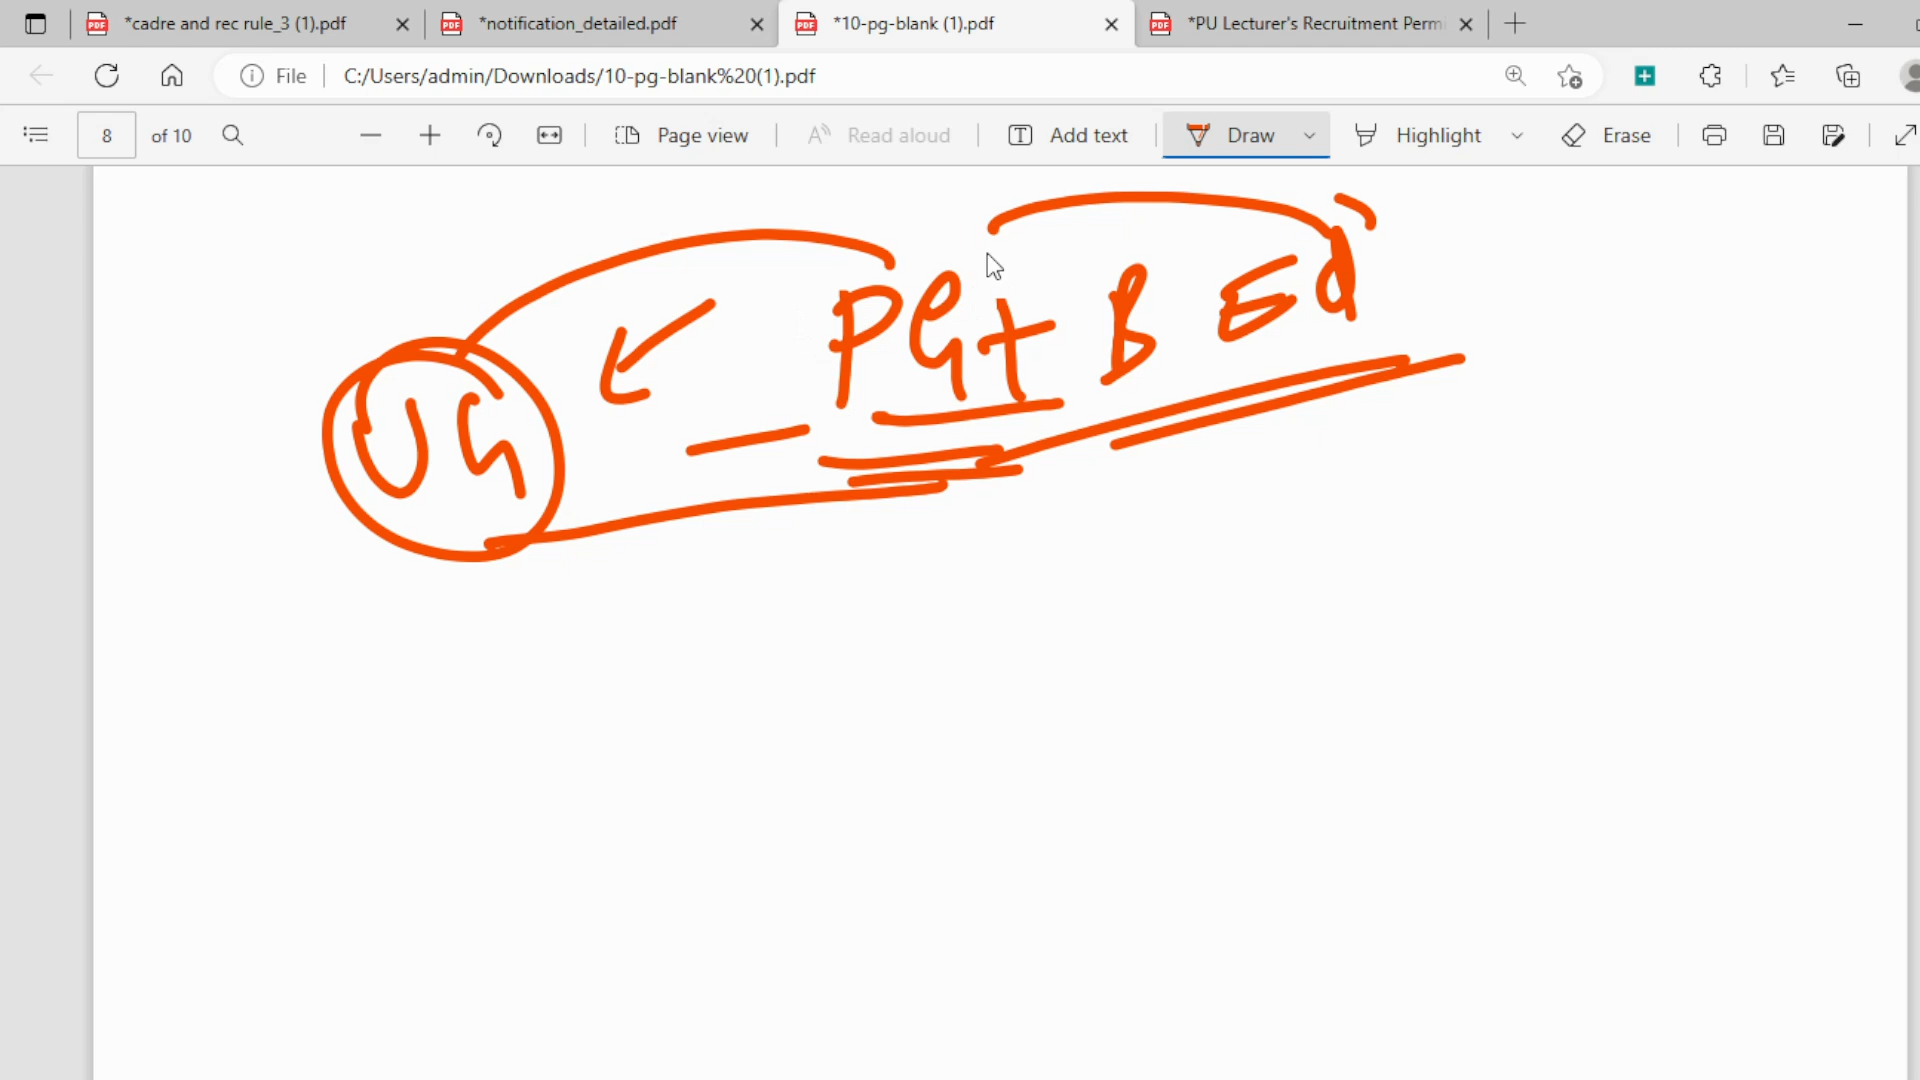 *cadre and rec rule_3 (1).pdf *notification_detailed.pdf *10-pg-blank (1).pdf *PU Lecturer's Recruitment Perm
File C:/Users/admin/Downloads/10-pg-blank%20(1).pdf
8 of 10 Page view Read aloud Add text Draw Highlight Erase
PG+ B Ed
UG